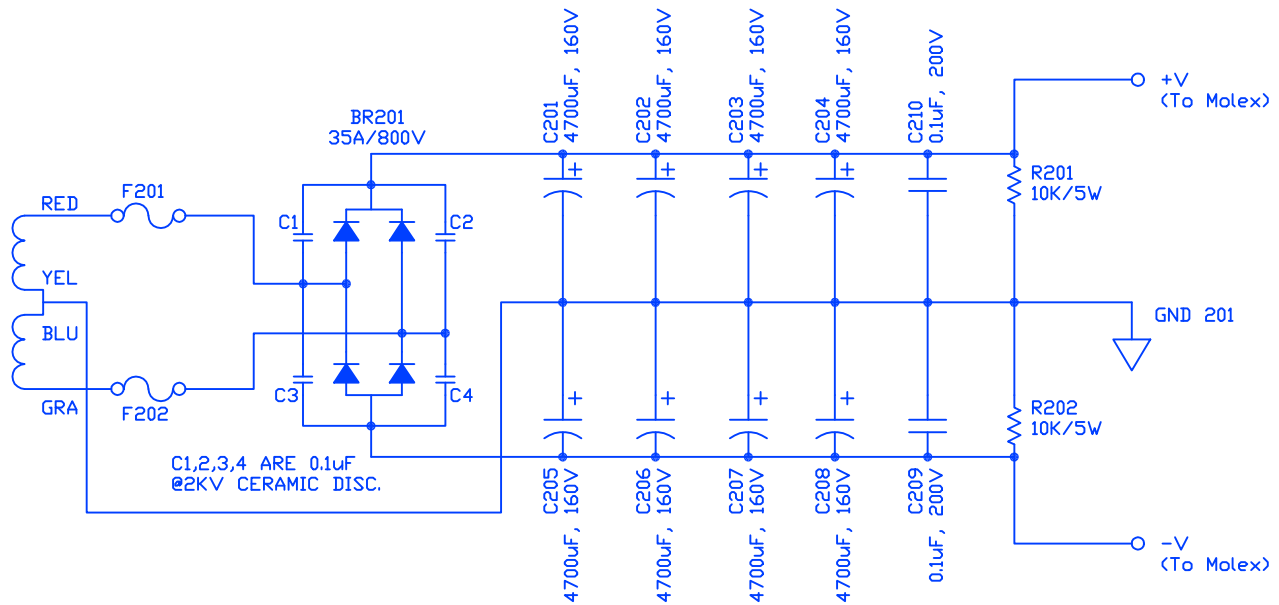 BR201
35A/800V
C201
4700uF, 160V
C202
4700uF, 160V
C203
4700uF, 160V
C204
4700uF, 160V
C210
0.1uF, 200V
+V
(To Molex)
RED
F201
C1
C2
R201
10K/5W
YEL
BLU
GND 201
GRA
F202
C3
C4
R202
10K/5W
C1,2,3,4 ARE 0.1uF
@2KV CERAMIC DISC.
C205
4700uF, 160V
C206
4700uF, 160V
C207
4700uF, 160V
C208
4700uF, 160V
C209
0.1uF, 200V
-V
(To Molex)